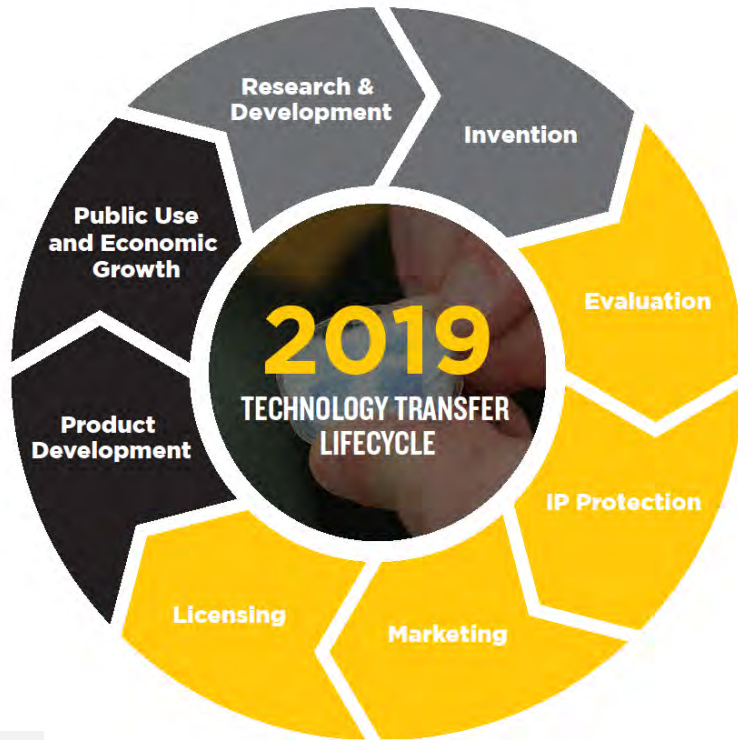 Research &
Development
Invention
Evaluation
IP Protection
Marketing
Licensing
Product
Development
Public Use
and Economic
Growth
2019
TECHNOLOGY TRANSFER
LIFECYCLE